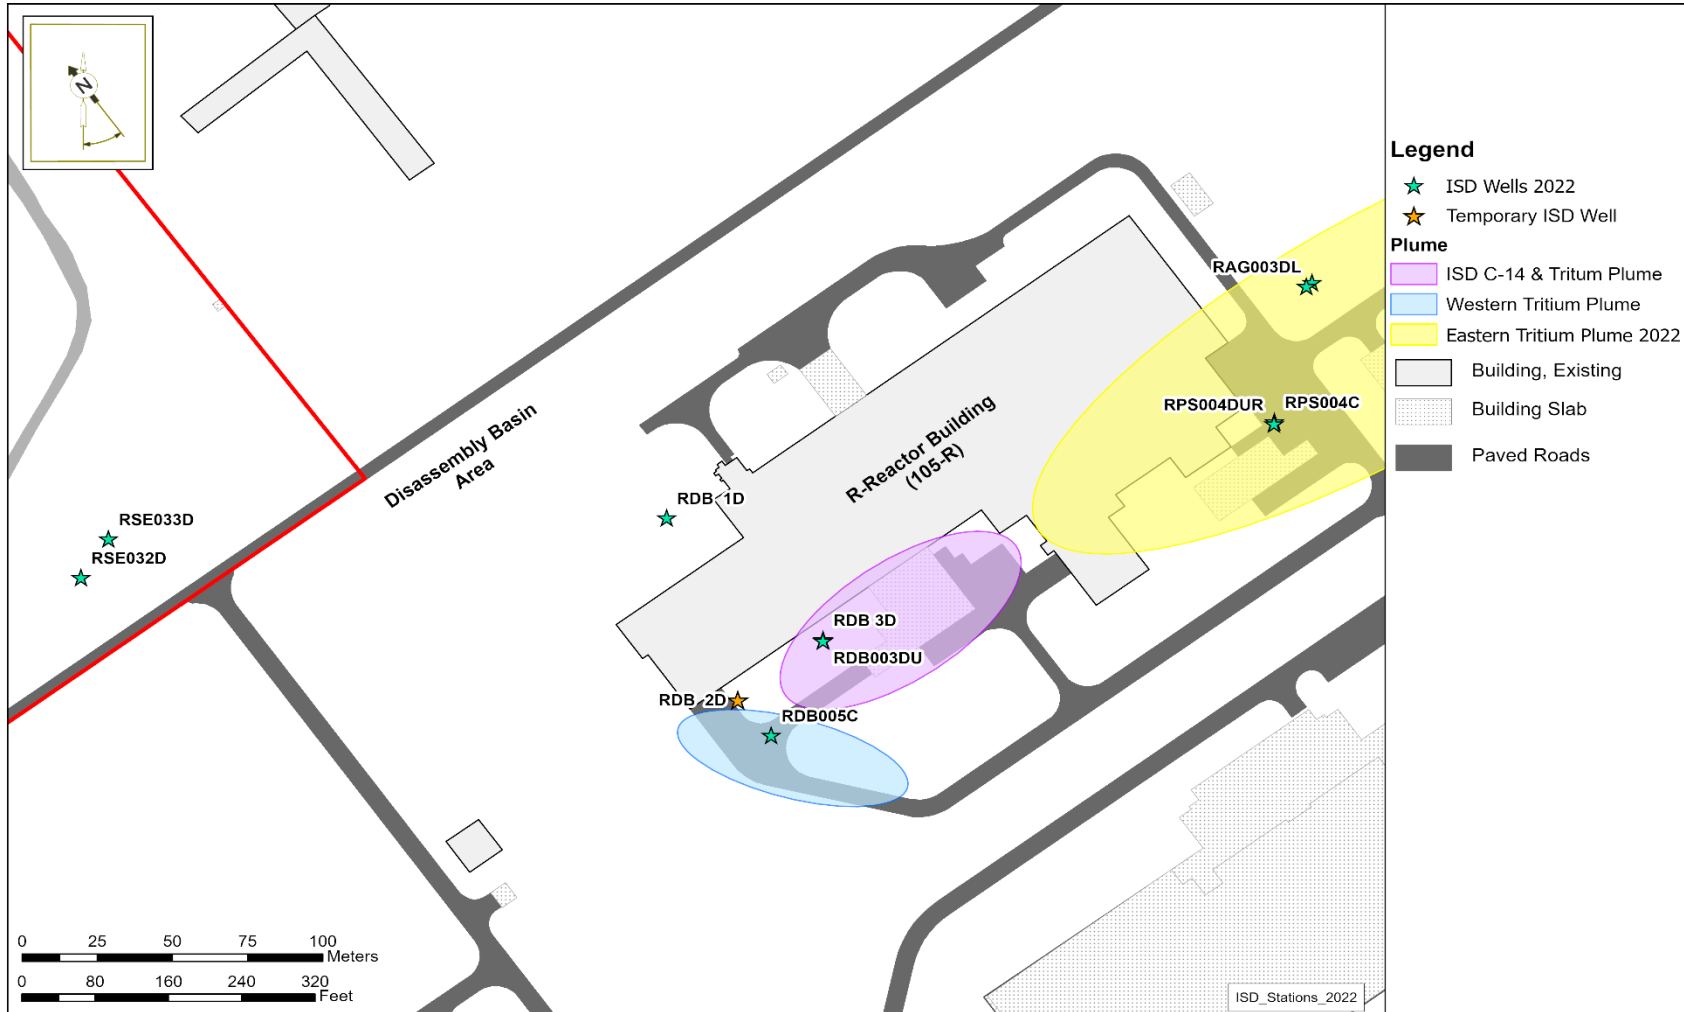 N
RAG003DL
RPS004DUR
RPS004C
R-Reactor Building
(105-R)
Disassembly Basin
Area
RDB 1D
RSE033D
RSE032D
RDB 3D
RDB003DU
RDB 2D
RDB005C
0 25 50 75 100
Meters
0 80 160 240 320
Feet
ISD_Stations_2022
Legend
ISD Wells 2022
Temporary ISD Well
Plume
ISD C-14 & Tritum Plume
Western Tritium Plume
Eastern Tritium Plume 2022
Building, Existing
Building Slab
Paved Roads